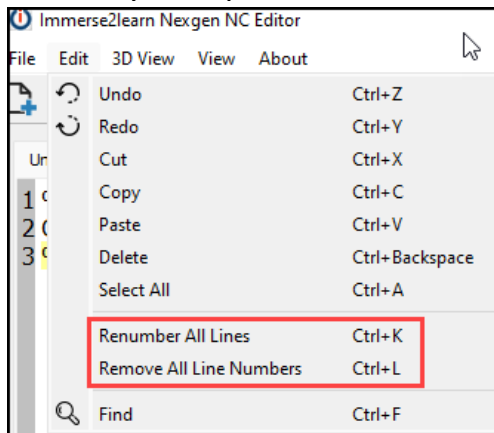 Immerse2learn Nexgen NC Editor
File Edit 3D View View About
Undo Ctrl+Z
Redo Ctrl+Y
Cut Ctrl+X
Copy Ctrl+C
Paste Ctrl+V
Delete Ctrl+Backspace
Select All Ctrl+A
Renumber All Lines Ctrl+K
Remove All Line Numbers Ctrl+L
Find Ctrl+F
1
2
3